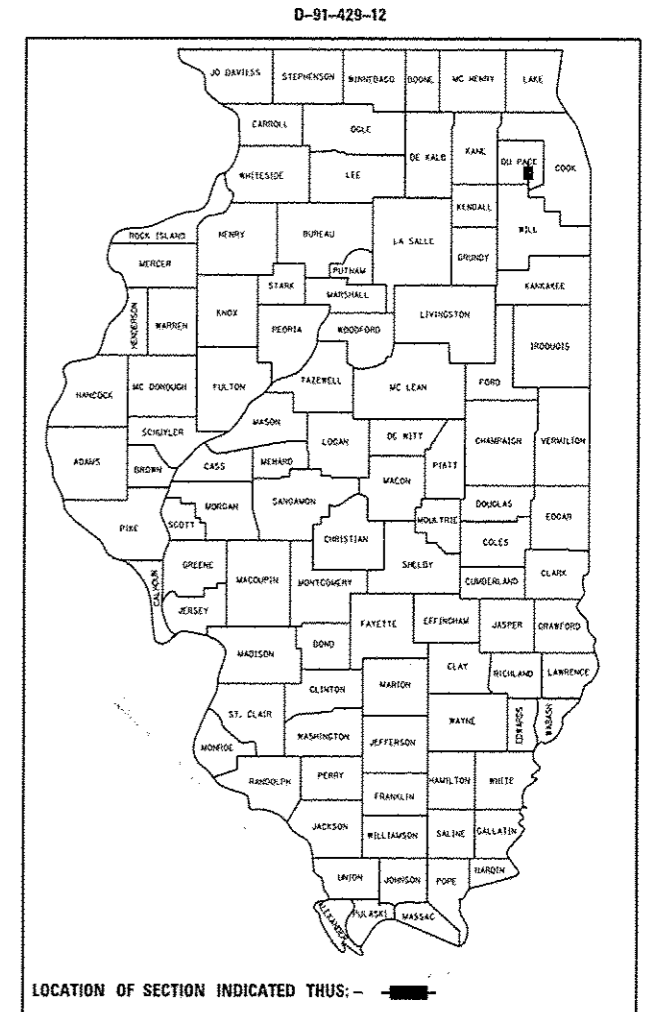 D-91-429-12
JO DAVIESS STEPHENSON WINNEBAGO BOONE MC HENRY LAKE
CARROLL OGLE
DE KALB KANE DU PAGE COOK
WHITESIDE LEE
KENDALL
WILL
ROCK ISLAND HENRY BUREAU LA SALLE GRUNDY
MERCER PUTNAM
KANKAKEE
STARK MARSHALL
HENDERSON WARREN KNOX PEORIA WOODFORD LIVINGSTON
IROQUOIS
HANCOCK MC DONOUGH FULTON TAZEWELL MC LEAN FORD
MASON
SCHUYLER LOGAN DE WITT CHAMPAIGN VERMILION
ADAMS BROWN CASS MENARD PIATT
MACON
MORGAN SANGAMON DOUGLAS
PIKE SCOTT CHRISTIAN MOULTRIE EDGAR
COLES
GREENE MACOUPIN MONTGOMERY SHELBY
CALHOUN CUMBERLAND CLARK
JERSEY
FAYETTE EFFINGHAM JASPER CRAWFORD
MADISON BOND
CLAY RICHLAND LAWRENCE
CLINTON MARION
ST. CLAIR WAYNE EDWARDS WABASH
WASHINGTON JEFFERSON
MONROE
RANDOLPH PERRY HAMILTON WHITE
FRANKLIN
JACKSON WILLIAMSON SALINE GALLATIN
UNION JOHNSON POPE HARDIN
ALEXANDER PULASKI MASSAC
LOCATION OF SECTION INDICATED THUS: -